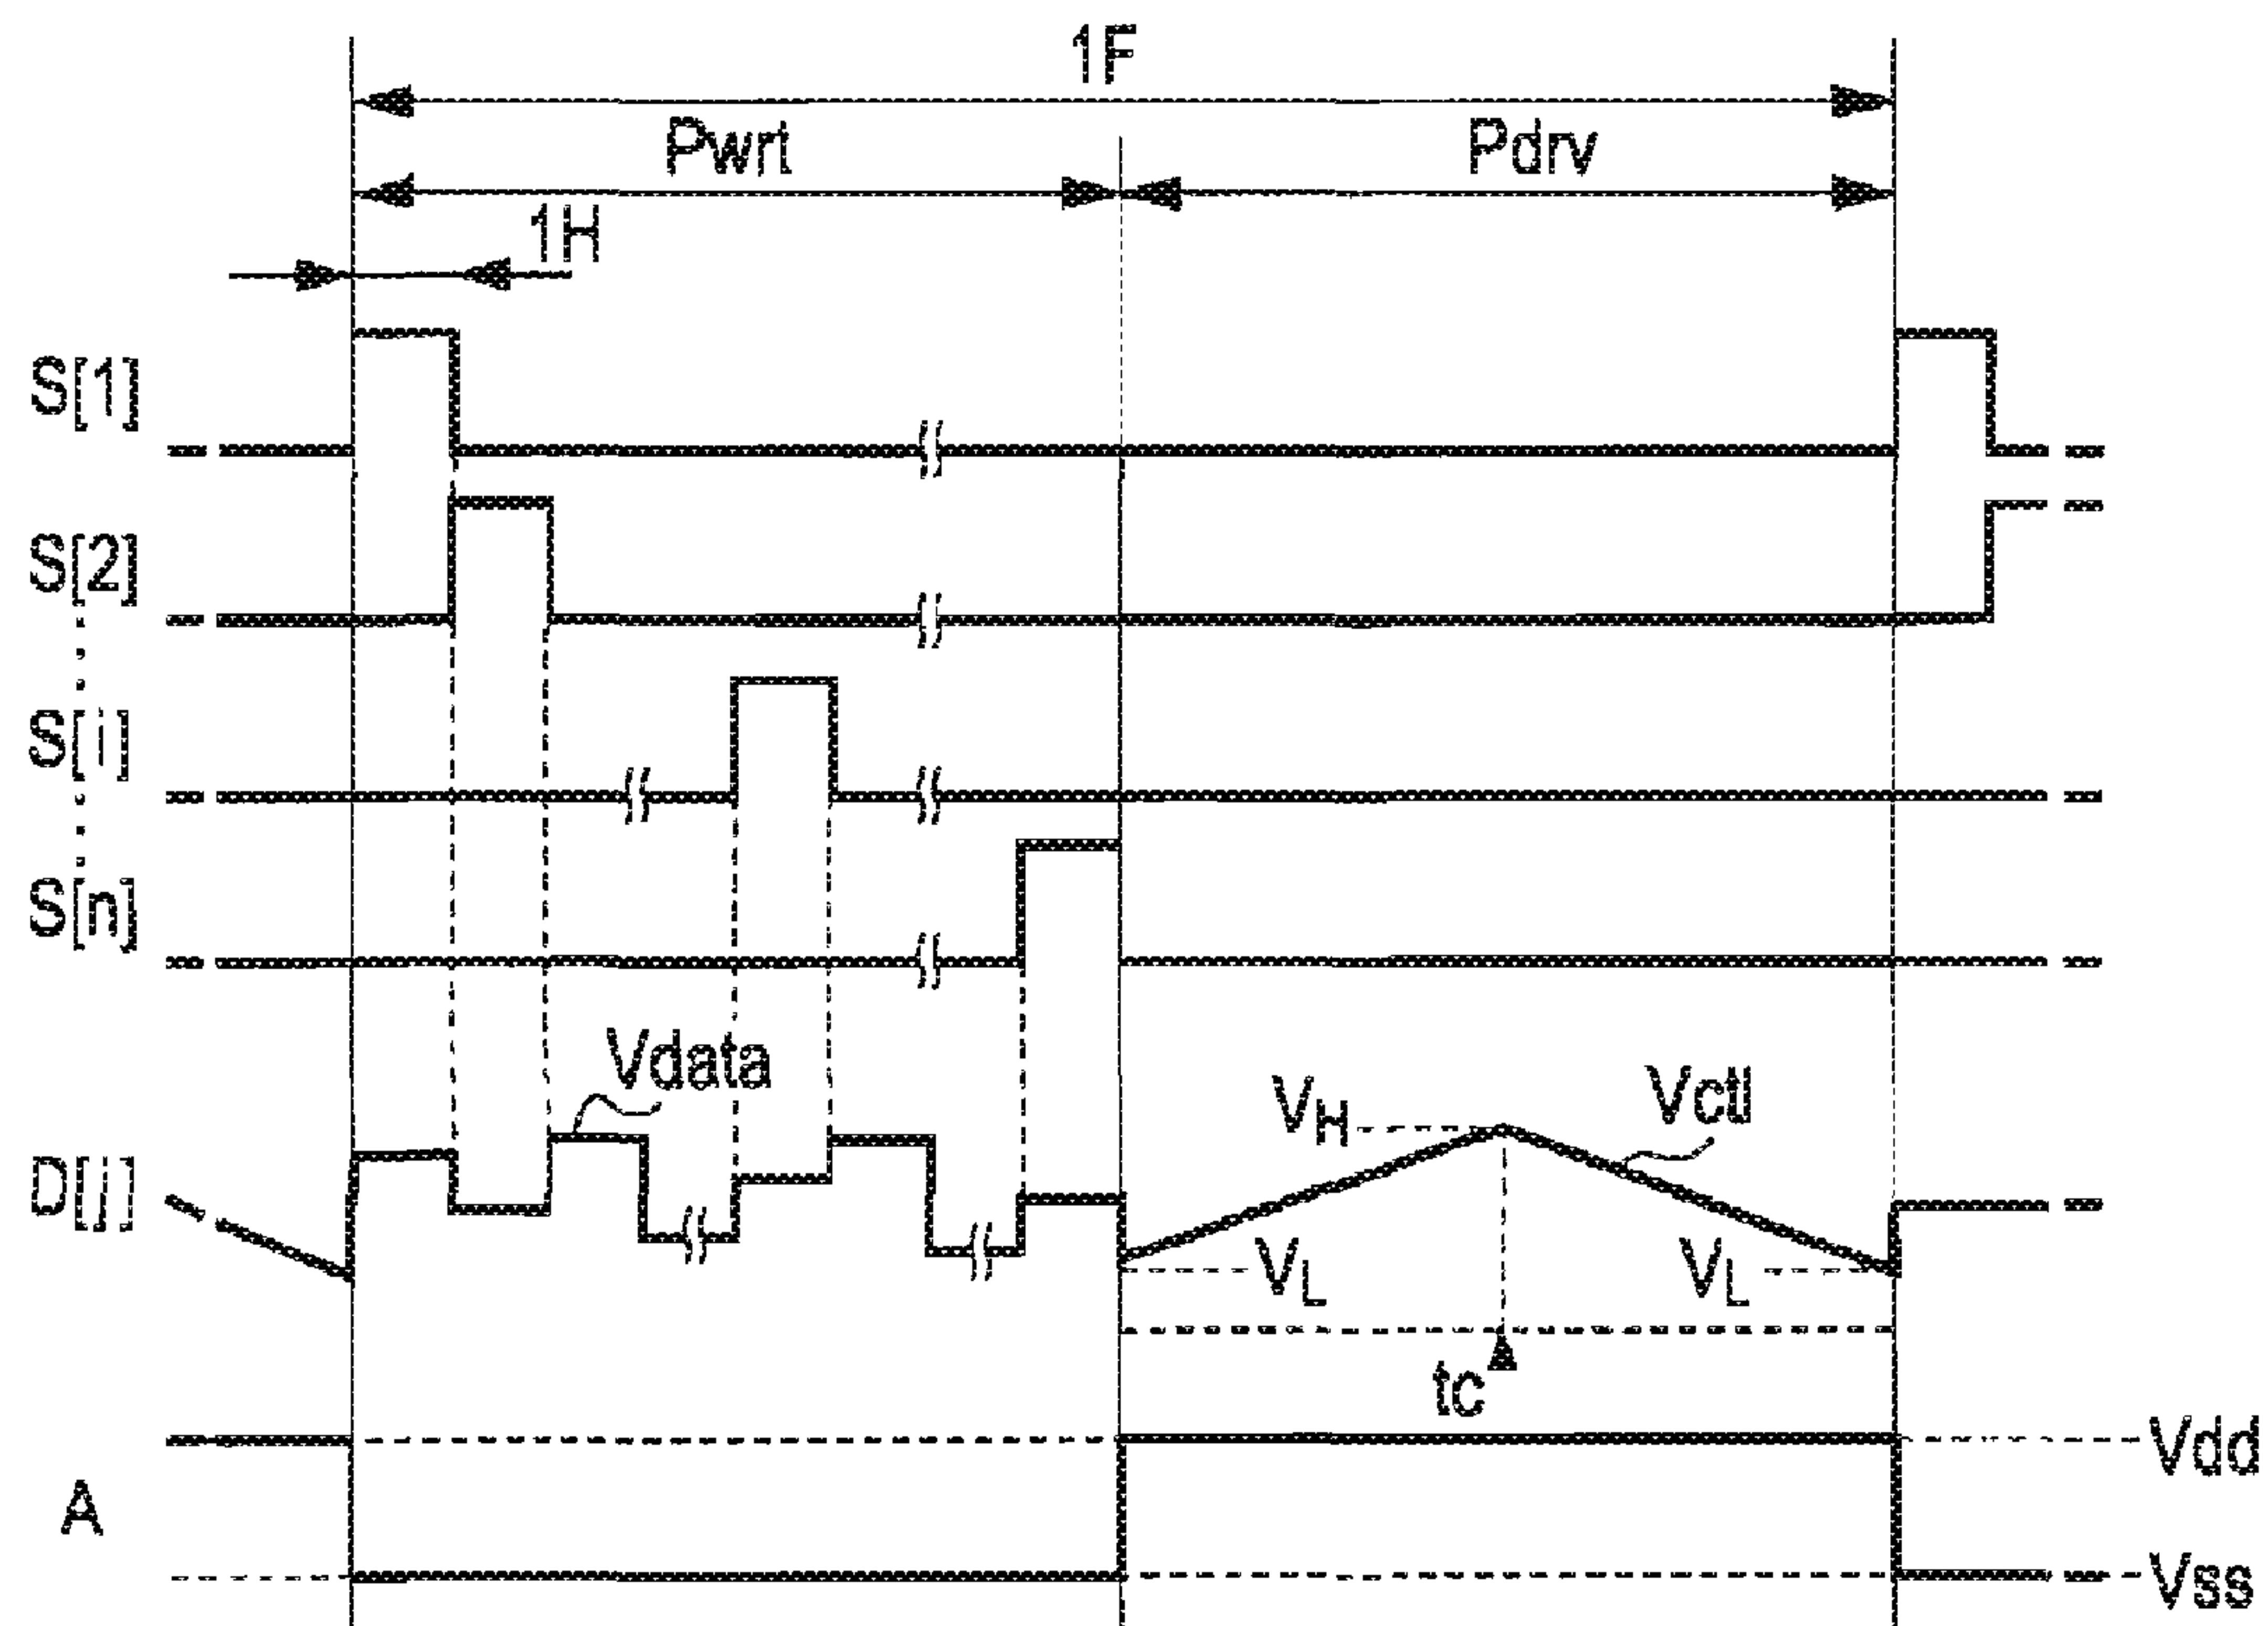 1F
Pwrt Pdrv
1H
S[1]
S[2]
S[i]
S[n]
Vdata
VH Vctl
D[j]
VL VL
tc
Vdd
A
Vss